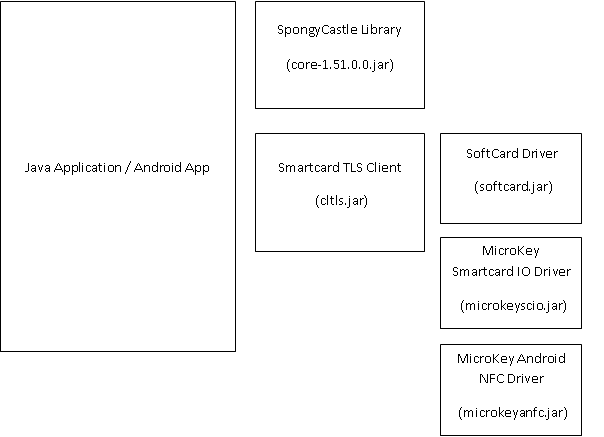 Java Application / Android App
SpongyCastle Library
(core-1.51.0.0.jar)
Smartcard TLS Client
(cltls.jar)
SoftCard Driver
(softcard.jar)
MicroKey
Smartcard IO Driver
(microkeyscio.jar)
MicroKey Android
NFC Driver
(microkeyanfc.jar)